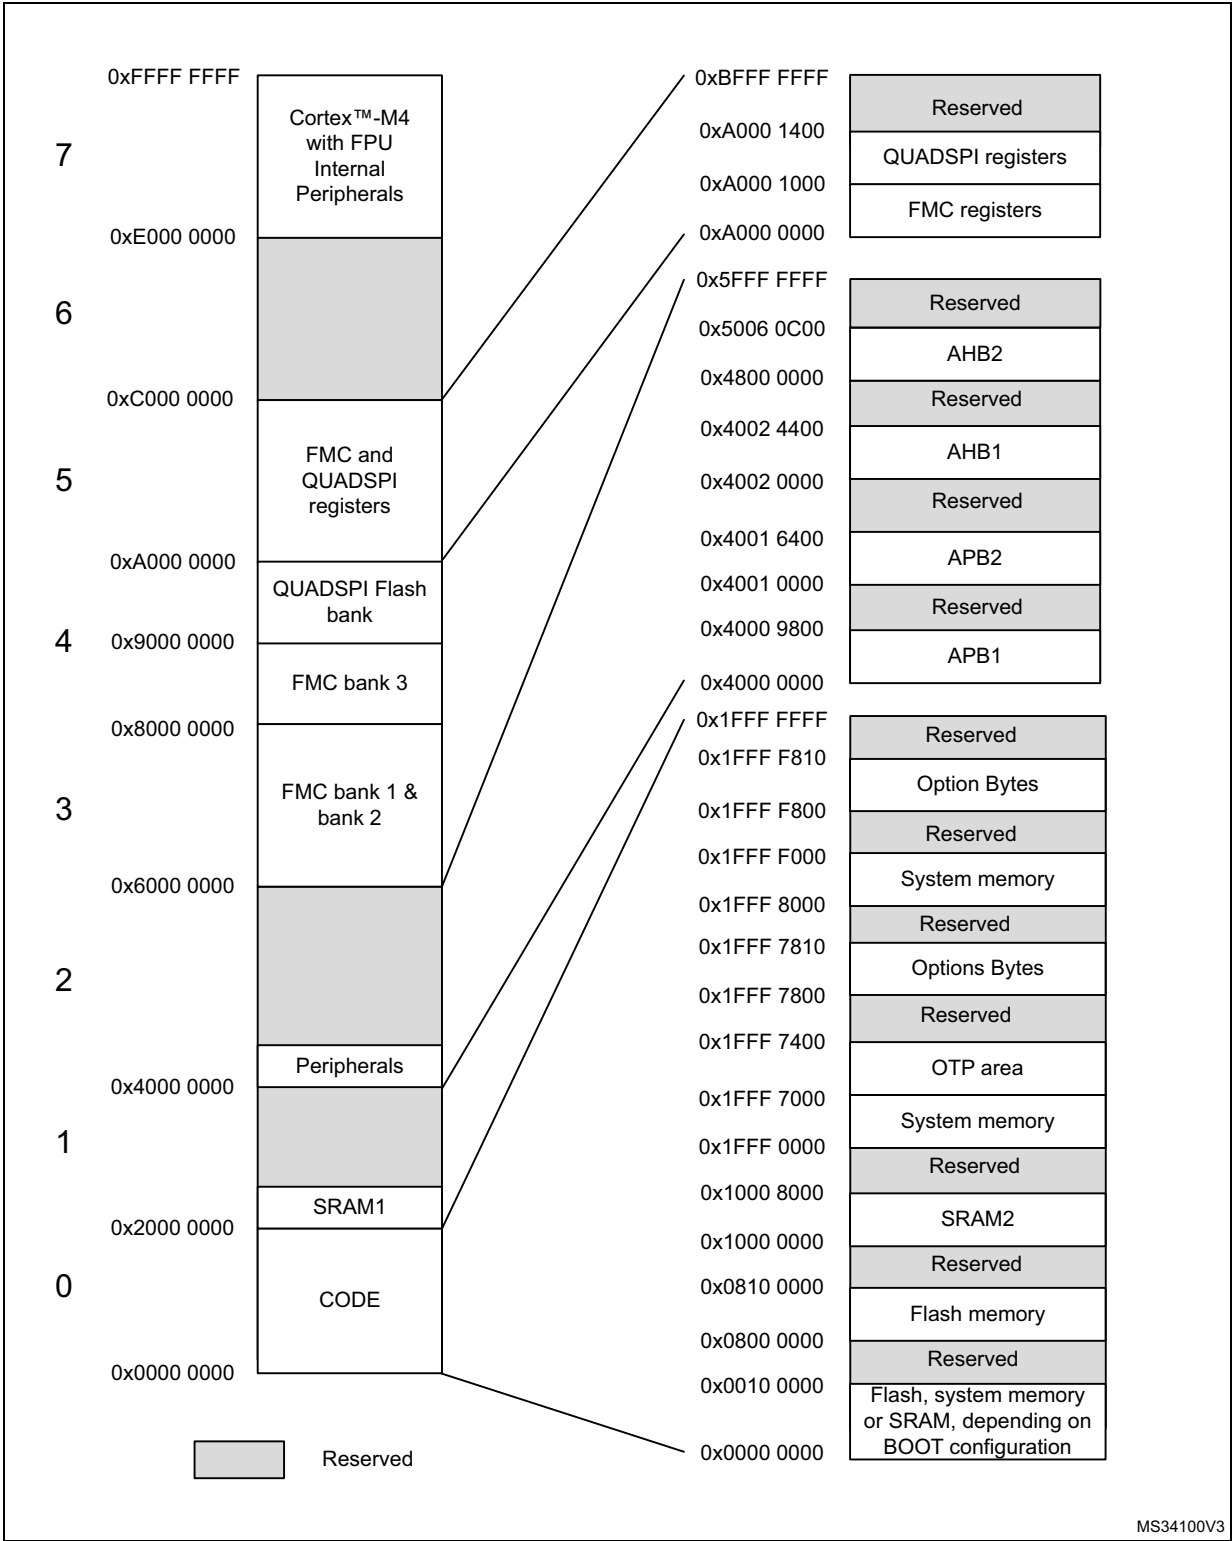 0xFFFF FFFF
7
Cortex™-M4
with FPU
Internal
Peripherals
0xE000 0000
6
0xC000 0000
5
FMC and
QUADSPI
registers
0xA000 0000
QUADSPI Flash
bank
4
0x9000 0000
FMC bank 3
0x8000 0000
3
FMC bank 1 &
bank 2
0x6000 0000
2
Peripherals
0x4000 0000
1
SRAM1
0x2000 0000
0
CODE
0x0000 0000
Reserved
0xBFFF FFFF
Reserved
0xA000 1400
QUADSPI registers
0xA000 1000
FMC registers
0xA000 0000
0x5FFF FFFF
Reserved
0x5006 0C00
AHB2
0x4800 0000
Reserved
0x4002 4400
AHB1
0x4002 0000
Reserved
0x4001 6400
APB2
0x4001 0000
Reserved
0x4000 9800
APB1
0x4000 0000
0x1FFF FFFF
Reserved
0x1FFF F810
Option Bytes
0x1FFF F800
Reserved
0x1FFF F000
System memory
0x1FFF 8000
Reserved
0x1FFF 7810
Options Bytes
0x1FFF 7800
Reserved
0x1FFF 7400
OTP area
0x1FFF 7000
System memory
0x1FFF 0000
Reserved
0x1000 8000
SRAM2
0x1000 0000
Reserved
0x0810 0000
Flash memory
0x0800 0000
Reserved
0x0010 0000
Flash, system memory
or SRAM, depending on
BOOT configuration
0x0000 0000
MS34100V3